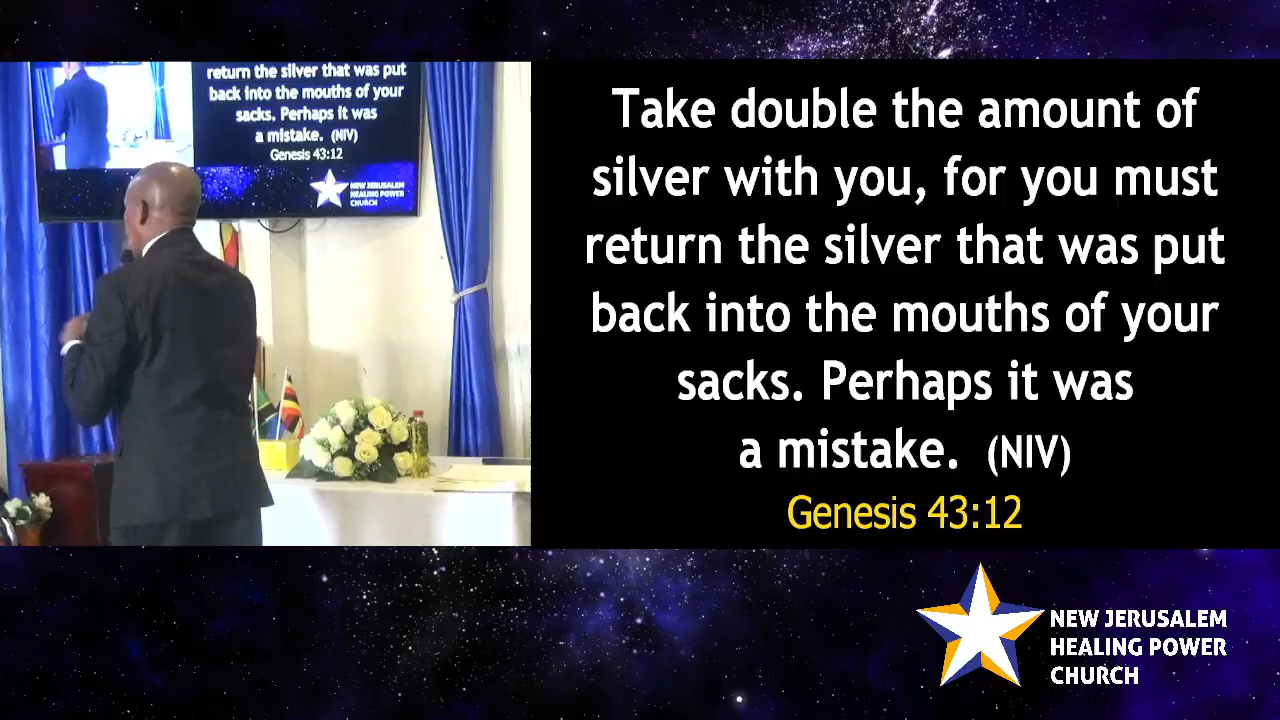 return the silver that was put
back into the mouths of your
sacks. Perhaps it was
a mistake. (NIV)
Genesis 43:12
NEW JERUSALEM
HEALING POWER
CHURCH
Take double the amount of
silver with you, for you must
return the silver that was put
back into the mouths of your
sacks. Perhaps it was
a mistake. (NIV)
Genesis 43:12
NEW JERUSALEM
HEALING POWER
CHURCH